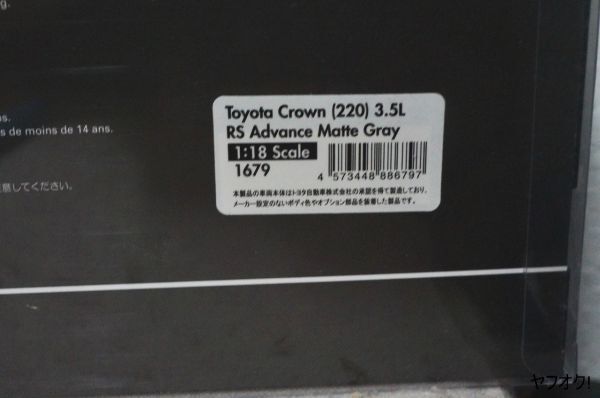 ng.
s.
s de moins de 14 ans.
意してください。
Toyota Crown (220) 3.5L
RS Advance Matte Gray
1:18 Scale
1679
4 573448 886797
本製品の車両本体はトヨタ自動車株式会社の承認を得て製造しており、
メーカー設定のないボディ色やオプション部品を装着した製品です。
ヤフオク!